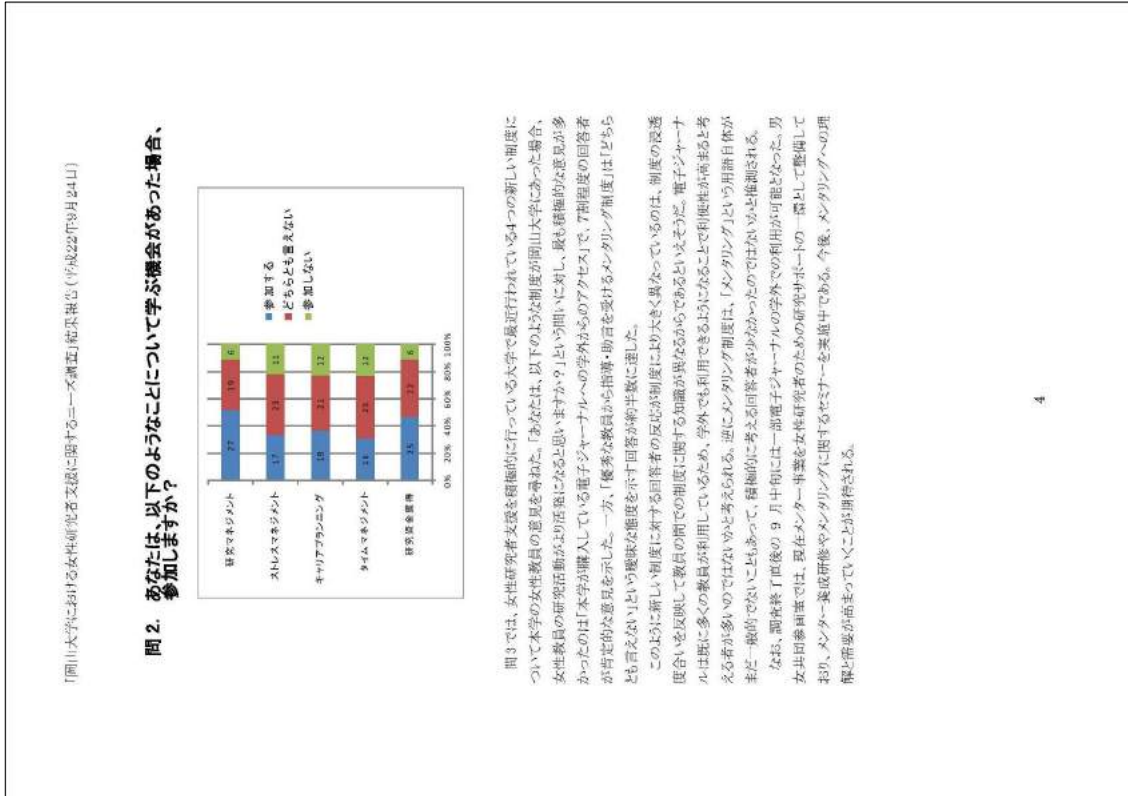 「岡山大学における女性研究者支援に関するニーズ調査」結果報告（平成22年9月24日）
問２．　あなたは、以下のようなことについて学ぶ機会があった場合、
参加しますか？
研究マネジメント 27 19 6
ストレスマネジメント 17 23 11
キャリアプランニング 12
タイムマネジメント 12
研究資金獲得 25 6
0% 20% 40% 60% 80% 100%
参加する
どちらとも言えない
参加しない
問３では、女性研究者支援を積極的に行っている大学で最近行われている4つの新しい制度に
ついて本学の女性教員の意見を尋ねた。「あなたは、以下のような制度が岡山大学にあった場合、
女性教員の研究活動がより活発になると思いますか？」という問いに対し、最も積極的な意見が多
かったのは「本学が購入している電子ジャーナルへの学外からのアクセス」で、7割程度の回答者
が肯定的な意見を示した。一方、「優秀な教員から指導・助言を受けるメンタリング制度」は「どちら
とも言えない」という曖昧な態度を示す回答が約半数に達した。
このように新しい制度に対する回答者の反応が制度により大きく異なっているのは、制度の浸透
度合いを反映して教員の間での制度に関する知識が異なるからであるといえそうだ。電子ジャーナ
ルは既に多くの教員が利用しているため、学外でも利用できるようになることで利便性が高まると考
える者が多いのではないかと考えられる。逆にメンタリング制度は、「メンタリング」という用語自体が
まだ一般的でないこともあって、積極的に考える回答者が少なかったのではないかと推測される。
なお、調査終了直後の 9 月中旬には一部電子ジャーナルの学外での利用が可能となった。男
女共同参画室では、現在メンター事業を女性研究者のための研究サポートの一環として整備して
おり、メンター養成研修やメンタリングに関するセミナーを実施中である。今後、メンタリングへの理
解と需要が高まっていくことが期待される。
4